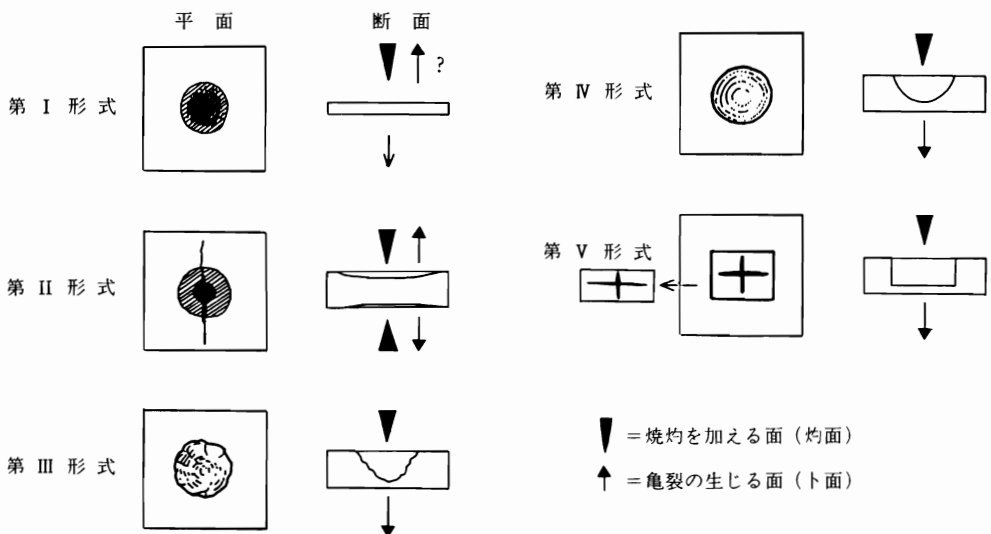 平面 断面
第 I 形式
?
第 II 形式
第 III 形式
第 IV 形式
第 V 形式
=焼灼を加える面（灼面）
=亀裂の生じる面（卜面）